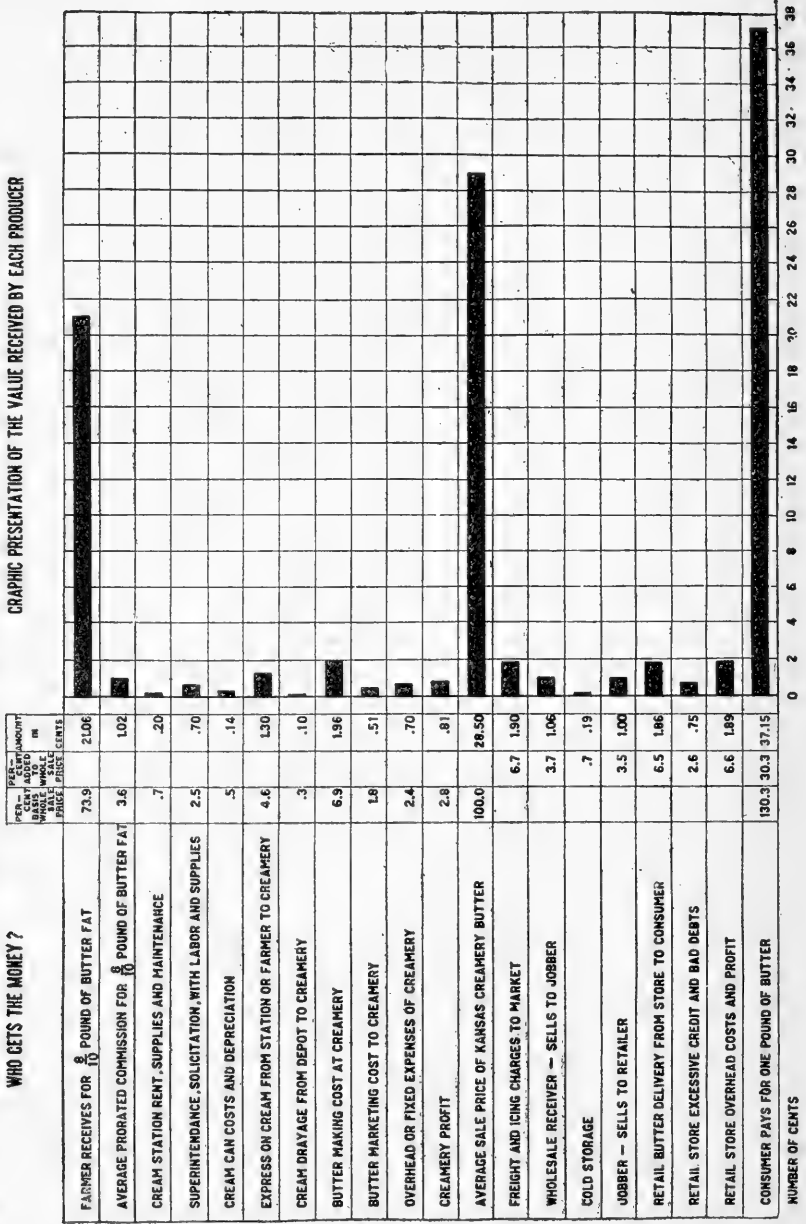 WHO GETS THE MONEY?
GRAPHIC PRESENTATION OF THE VALUE RECEIVED BY EACH PRODUCER
PER-CENT BASIS WHOLE SALE PRICE
PER-CENT ADDED TO WHOLE SALE PRICE
AMOUNT IN CENTS
FARMER RECEIVES FOR 8/10 POUND OF BUTTER FAT 73.9 21.06
AVERAGE PRORATED COMMISSION FOR 8/10 POUND OF BUTTER FAT 3.6 1.02
CREAM STATION RENT, SUPPLIES AND MAINTENANCE .7 .20
SUPERINTENDANCE, SOLICITATION, WITH LABOR AND SUPPLIES 2.5 .70
CREAM CAN COSTS AND DEPRECIATION .5 .14
EXPRESS ON CREAM FROM STATION OR FARMER TO CREAMERY 4.6 1.30
CREAM DRAYAGE FROM DEPOT TO CREAMERY .3 .10
BUTTER MAKING COST AT CREAMERY 6.9 1.96
BUTTER MARKETING COST TO CREAMERY 1.8 .51
OVERHEAD OR FIXED EXPENSES OF CREAMERY 2.4 .70
CREAMERY PROFIT 2.8 .81
AVERAGE SALE PRICE OF KANSAS CREAMERY BUTTER 100.0 28.50
FREIGHT AND ICING CHARGES TO MARKET 6.7 1.90
WHOLESALE RECEIVER — SELLS TO JOBBER 3.7 1.06
COLD STORAGE .7 .19
JOBBER — SELLS TO RETAILER 3.5 1.00
RETAIL BUTTER DELIVERY FROM STORE TO CONSUMER 6.5 1.86
RETAIL STORE EXCESSIVE CREDIT AND BAD DEBTS 2.6 .75
RETAIL STORE OVERHEAD COSTS AND PROFIT 6.6 1.89
CONSUMER PAYS FOR ONE POUND OF BUTTER 130.3 30.3 37.15
NUMBER OF CENTS 0 2 4 6 8 10 12 14 16 18 20 22 24 26 28 30 32 34 36 38